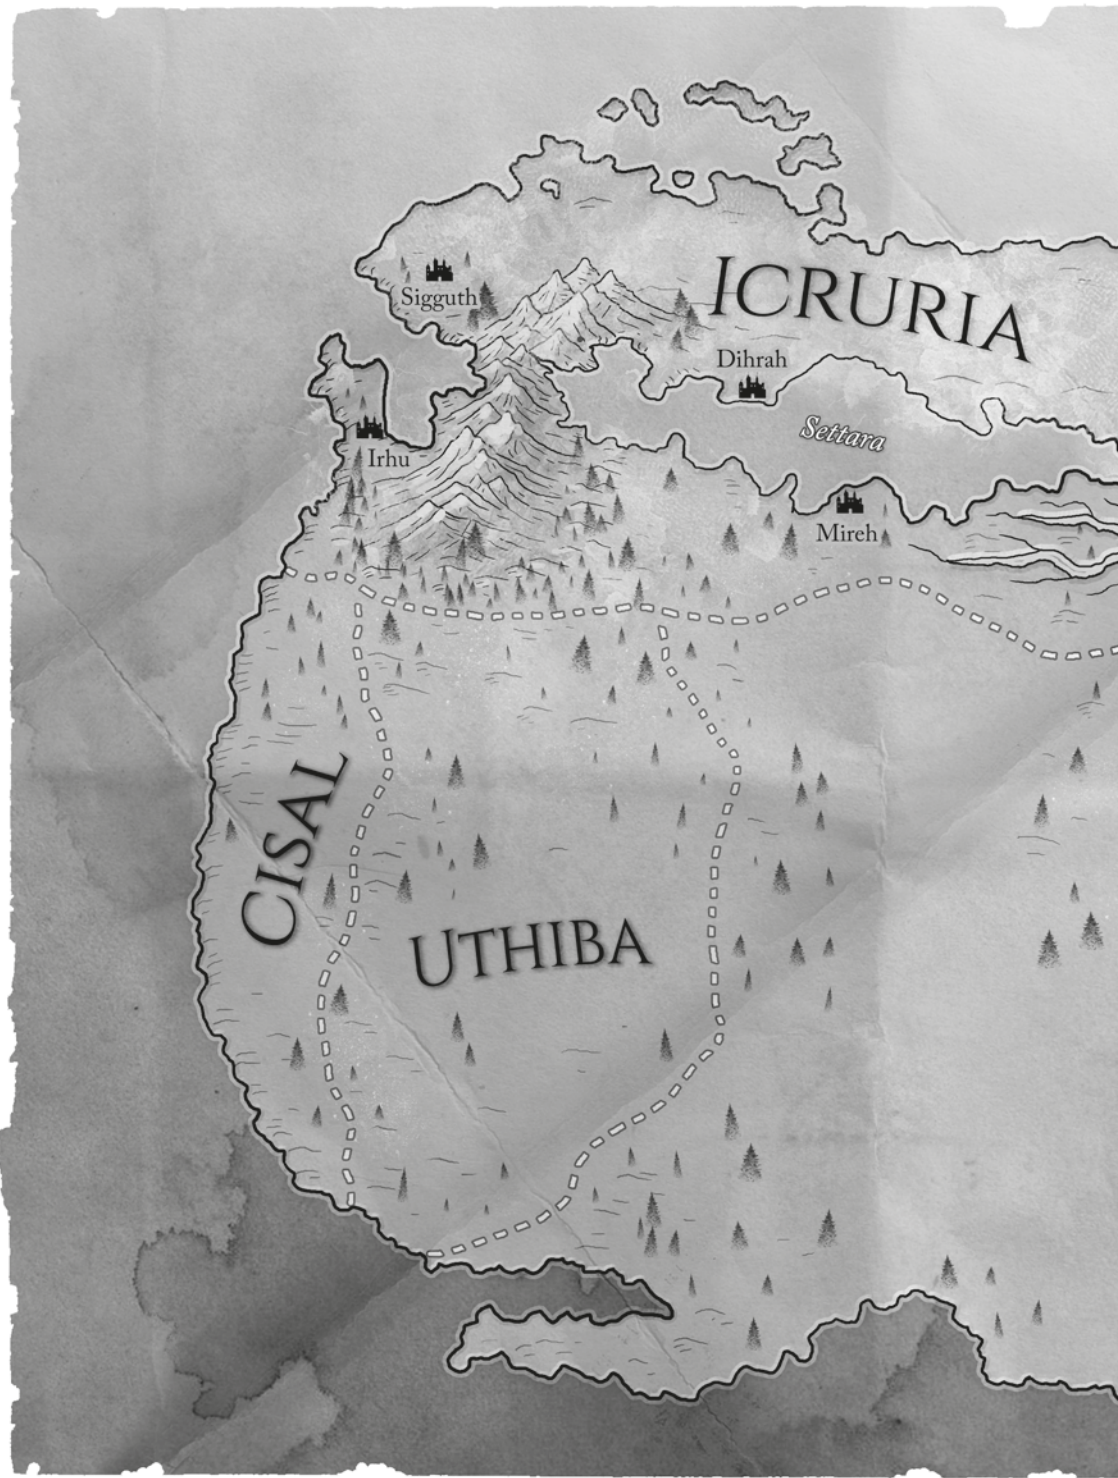 Sigguth
ICRURIA
Dihrah
Settara
Irhu
Mireh
CISAL
UTHIBA